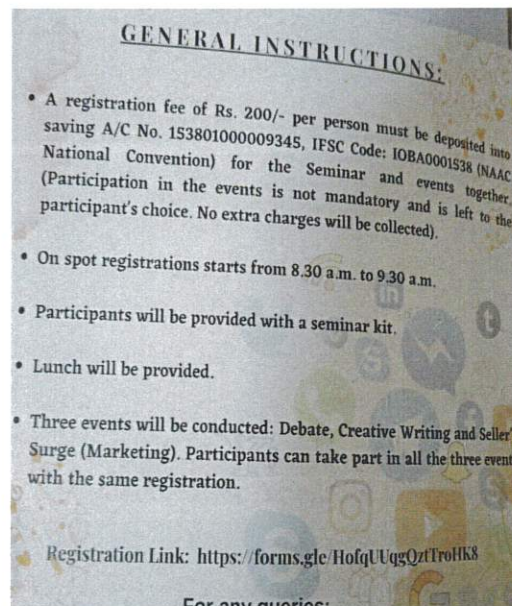 GENERAL INSTRUCTIONS:
• A registration fee of Rs. 200/- per person must be deposited into
saving A/C No. 153801000009345, IFSC Code: IOBA0001538 (NAAC
National Convention) for the Seminar and events together.
(Participation in the events is not mandatory and is left to the
participant's choice. No extra charges will be collected).
• On spot registrations starts from 8.30 a.m. to 9.30 a.m.
• Participants will be provided with a seminar kit.
• Lunch will be provided.
• Three events will be conducted: Debate, Creative Writing and Seller'
Surge (Marketing). Participants can take part in all the three event
with the same registration.
Registration Link: https://forms.gle/HofqUUqgQztTroHK8
For any queries: